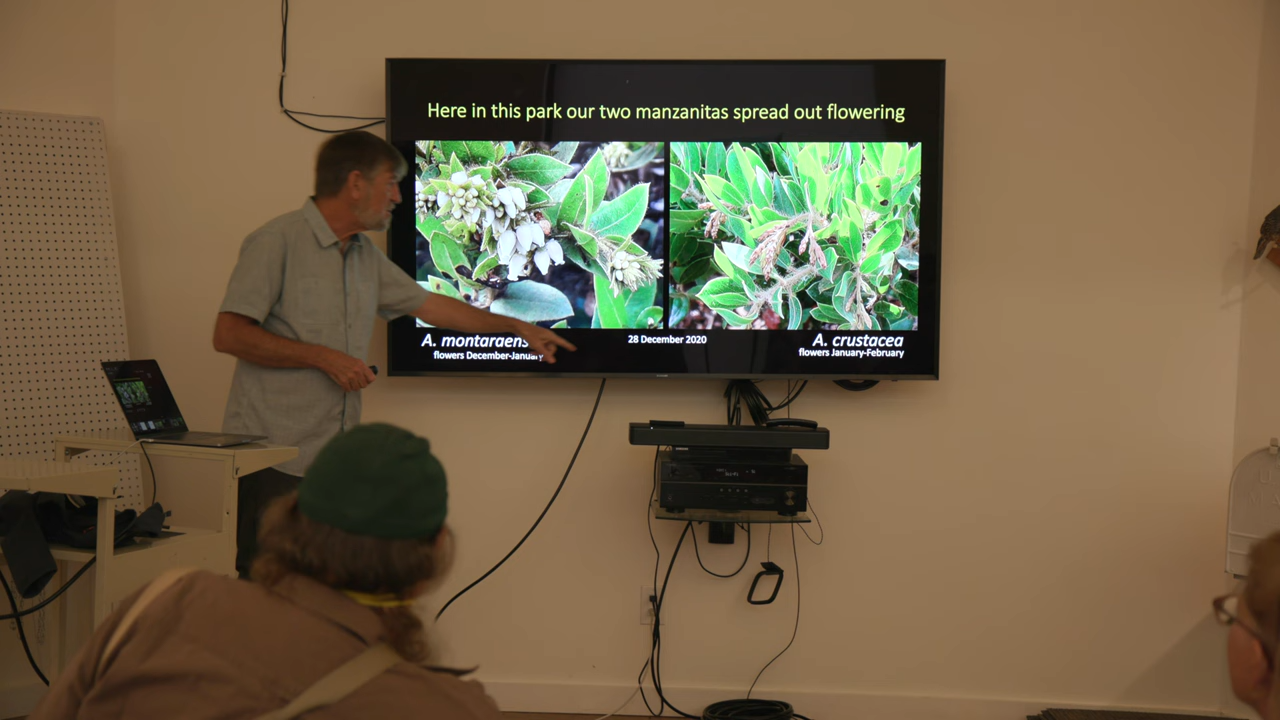 Here in this park our two manzanitas spread out flowering
A. montaraens
flowers December-January
28 December 2020
A. crustacea
flowers January-February